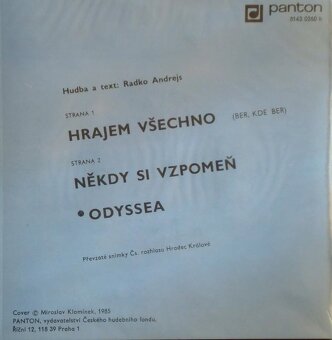 panton
8143 0260 h
Hudba a text: Radko Andrejs
STRANA 1
HRAJEM VŠECHNO (BER, KDE BER)
STRANA 2
NĚKDY SI VZPOMEŇ
• ODYSSEA
Převzaté snímky Čs. rozhlasu Hradec Králové
Cover © Miroslav Klomínek, 1985
PANTON, vydavatelství Českého hudebního fondu,
Říční 12, 118 39 Praha 1